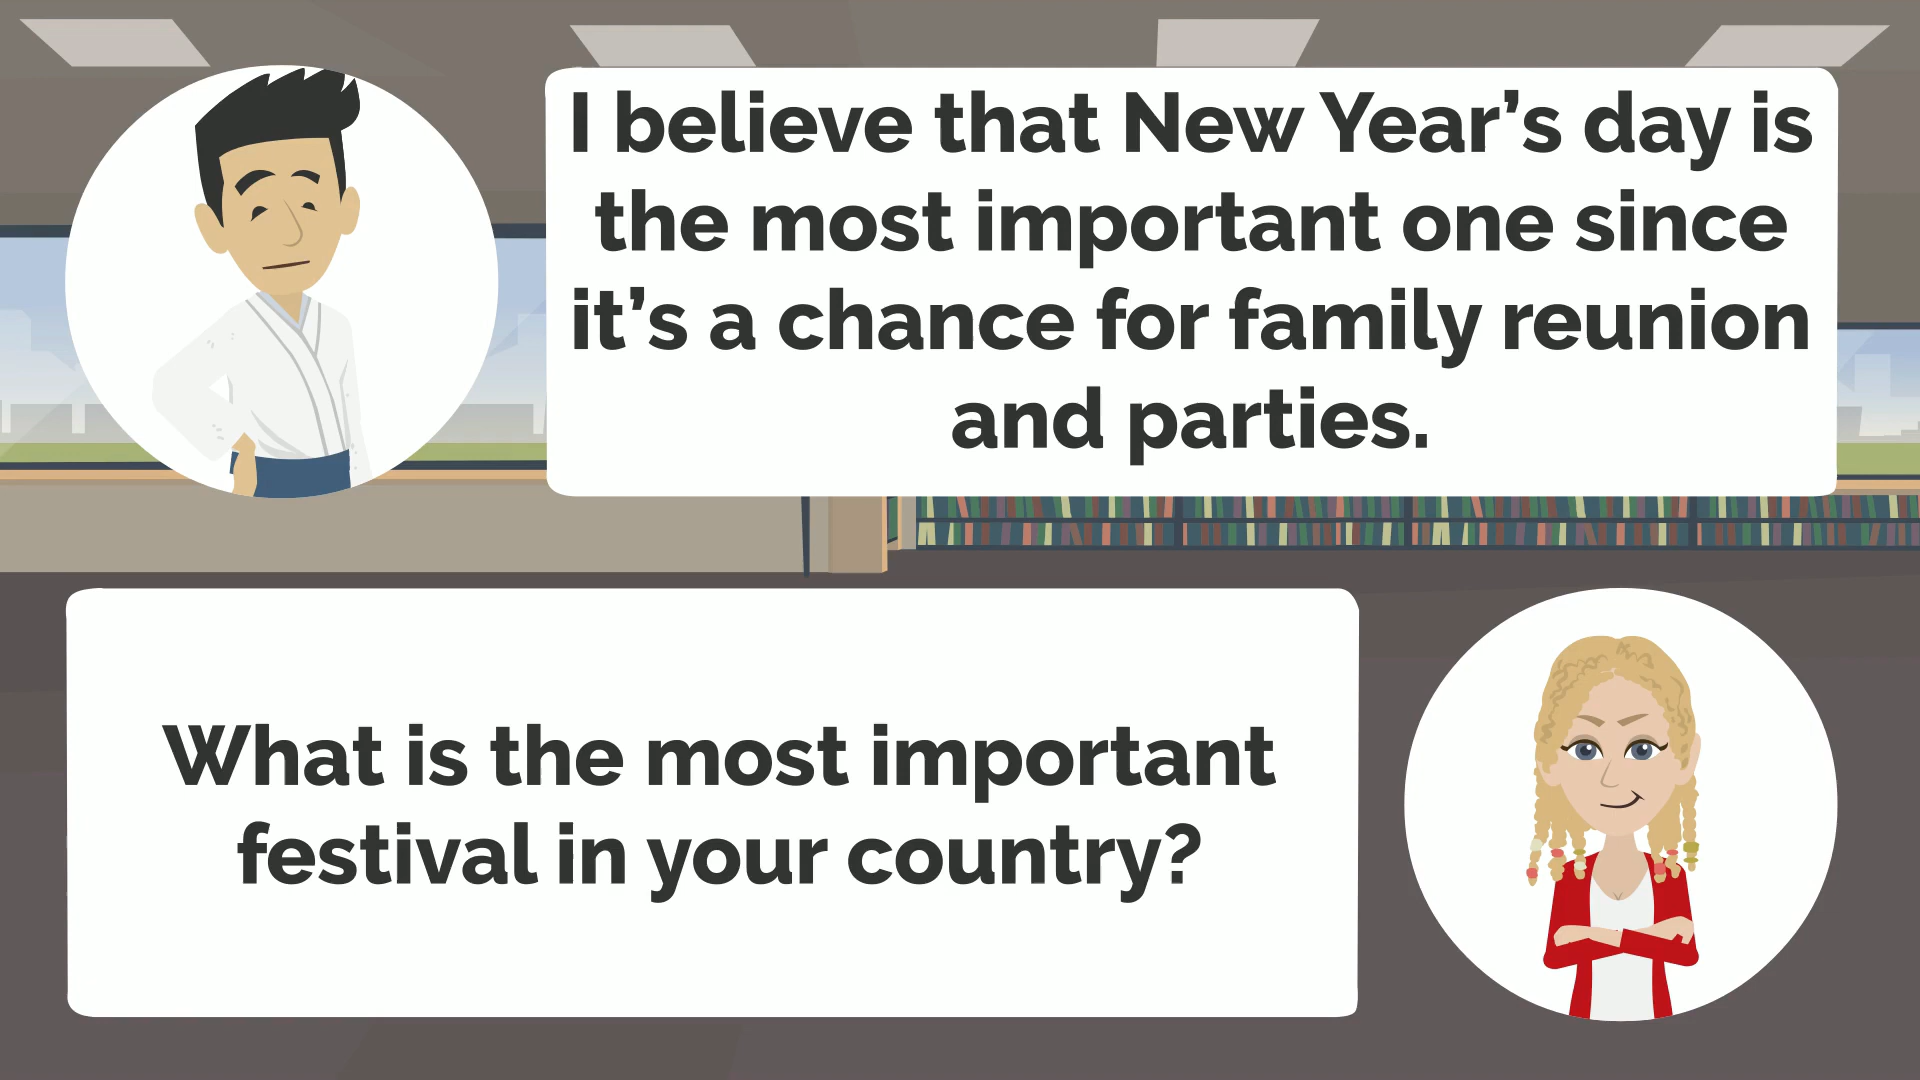 I believe that New Year’s day is
the most important one since
it’s a chance for family reunion
and parties.
What is the most important
festival in your country?